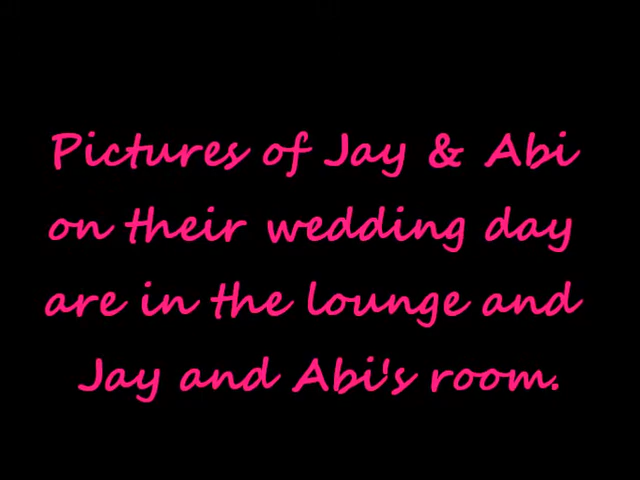 Pictures of Jay & Abi
on their wedding day
are in the lounge and
Jay and Abi's room.